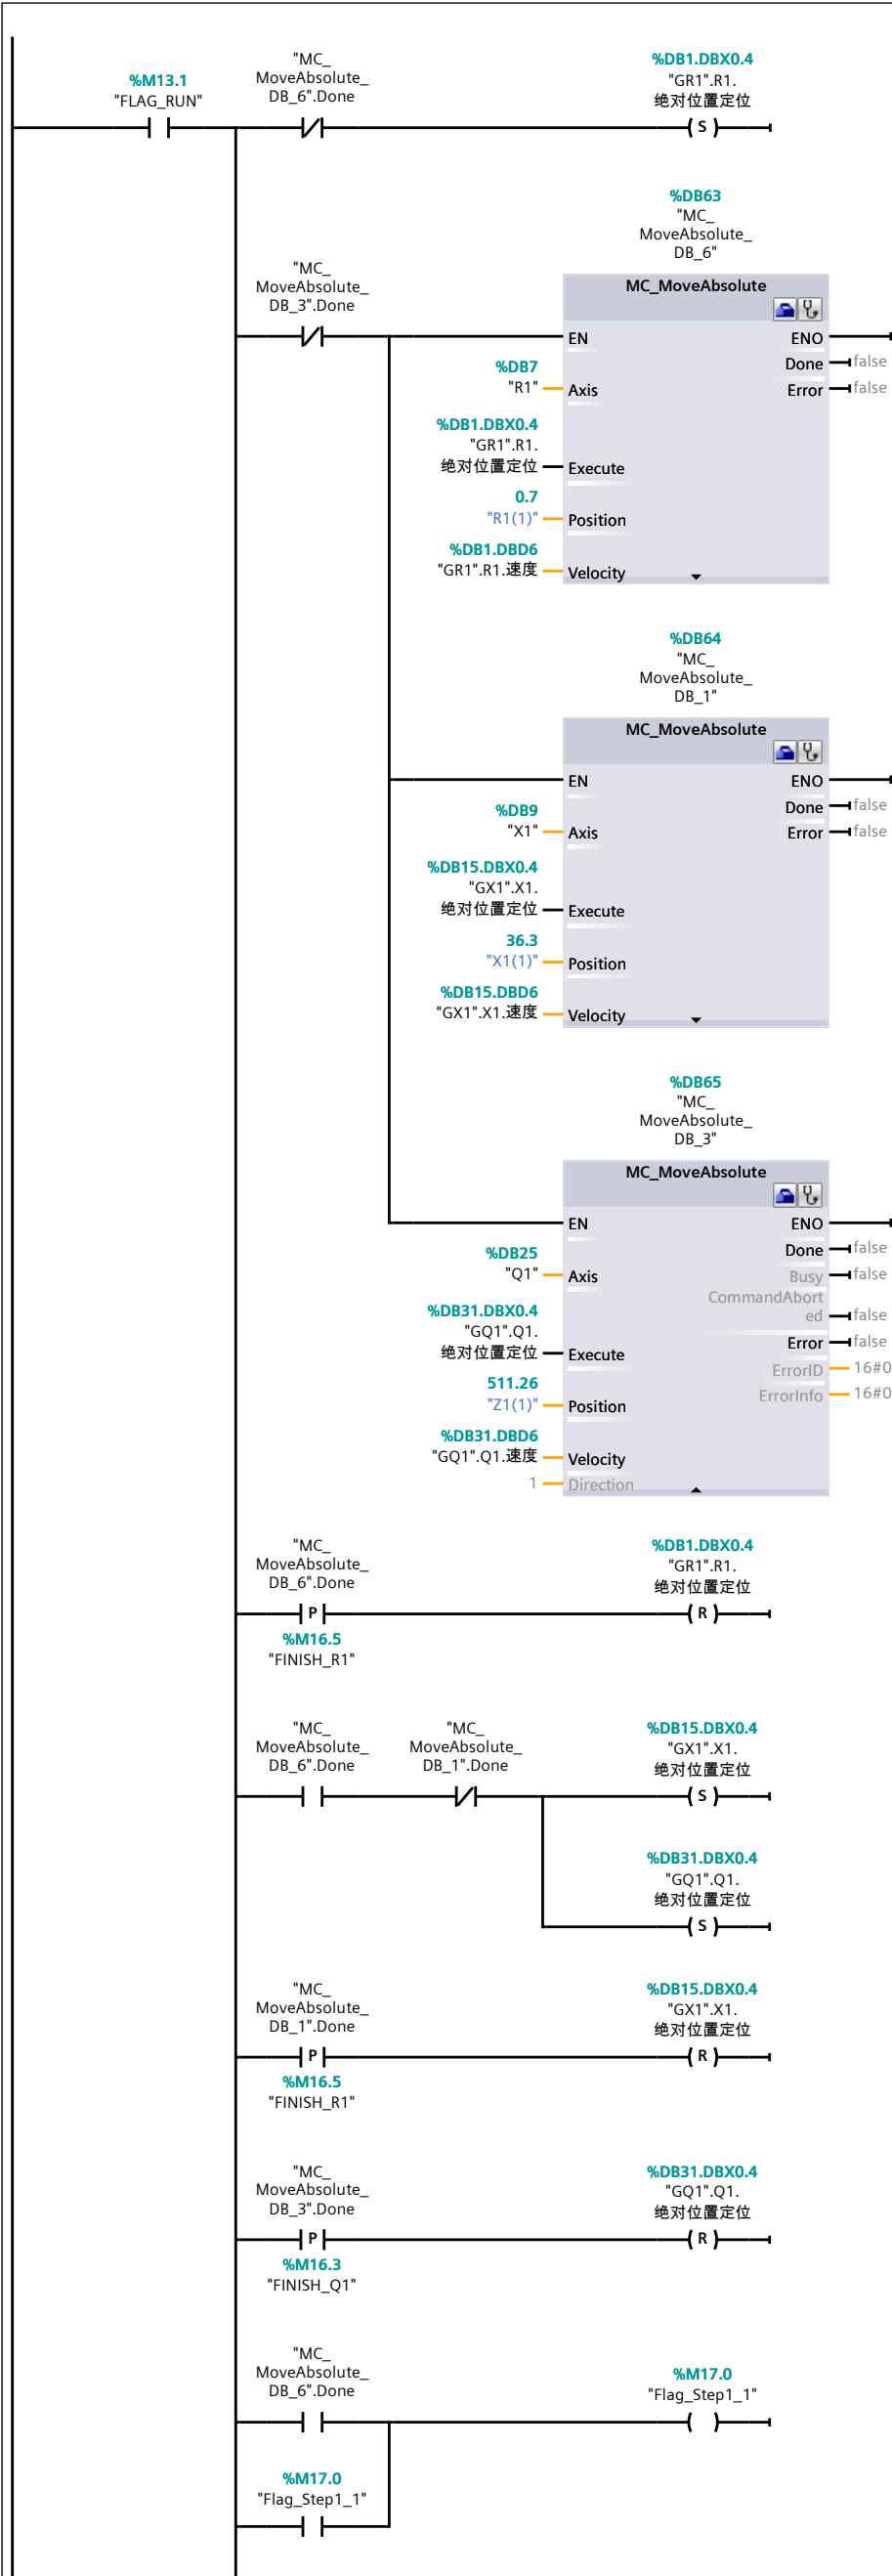 "MC_
MoveAbsolute_
DB_6".Done
%M13.1
"FLAG_RUN"
%DB1.DBX0.4
"GR1".R1.
绝对位置定位
S
%DB63
"MC_
MoveAbsolute_
DB_6"
"MC_
MoveAbsolute_
DB_3".Done
MC_MoveAbsolute
EN
ENO
Done
false
%DB7
"R1"
Axis
Error
false
%DB1.DBX0.4
"GR1".R1.
绝对位置定位
Execute
0.7
"R1(1)"
Position
%DB1.DBD6
"GR1".R1.速度
Velocity
%DB64
"MC_
MoveAbsolute_
DB_1"
MC_MoveAbsolute
EN
ENO
Done
false
%DB9
"X1"
Axis
Error
false
%DB15.DBX0.4
"GX1".X1.
绝对位置定位
Execute
36.3
"X1(1)"
Position
%DB15.DBD6
"GX1".X1.速度
Velocity
%DB65
"MC_
MoveAbsolute_
DB_3"
MC_MoveAbsolute
EN
ENO
Done
false
%DB25
"Q1"
Axis
Busy
false
CommandAbort
ed
false
%DB31.DBX0.4
"GQ1".Q1.
绝对位置定位
Execute
Error
false
ErrorID
16#0
511.26
"Z1(1)"
Position
ErrorInfo
16#0
%DB31.DBD6
"GQ1".Q1.速度
Velocity
1
Direction
"MC_
MoveAbsolute_
DB_6".Done
P
%M16.5
"FINISH_R1"
%DB1.DBX0.4
"GR1".R1.
绝对位置定位
R
"MC_
MoveAbsolute_
DB_6".Done
"MC_
MoveAbsolute_
DB_1".Done
%DB15.DBX0.4
"GX1".X1.
绝对位置定位
S
%DB31.DBX0.4
"GQ1".Q1.
绝对位置定位
S
"MC_
MoveAbsolute_
DB_1".Done
P
%M16.5
"FINISH_R1"
%DB15.DBX0.4
"GX1".X1.
绝对位置定位
R
"MC_
MoveAbsolute_
DB_3".Done
P
%M16.3
"FINISH_Q1"
%DB31.DBX0.4
"GQ1".Q1.
绝对位置定位
R
"MC_
MoveAbsolute_
DB_6".Done
%M17.0
"Flag_Step1_1"
%M17.0
"Flag_Step1_1"